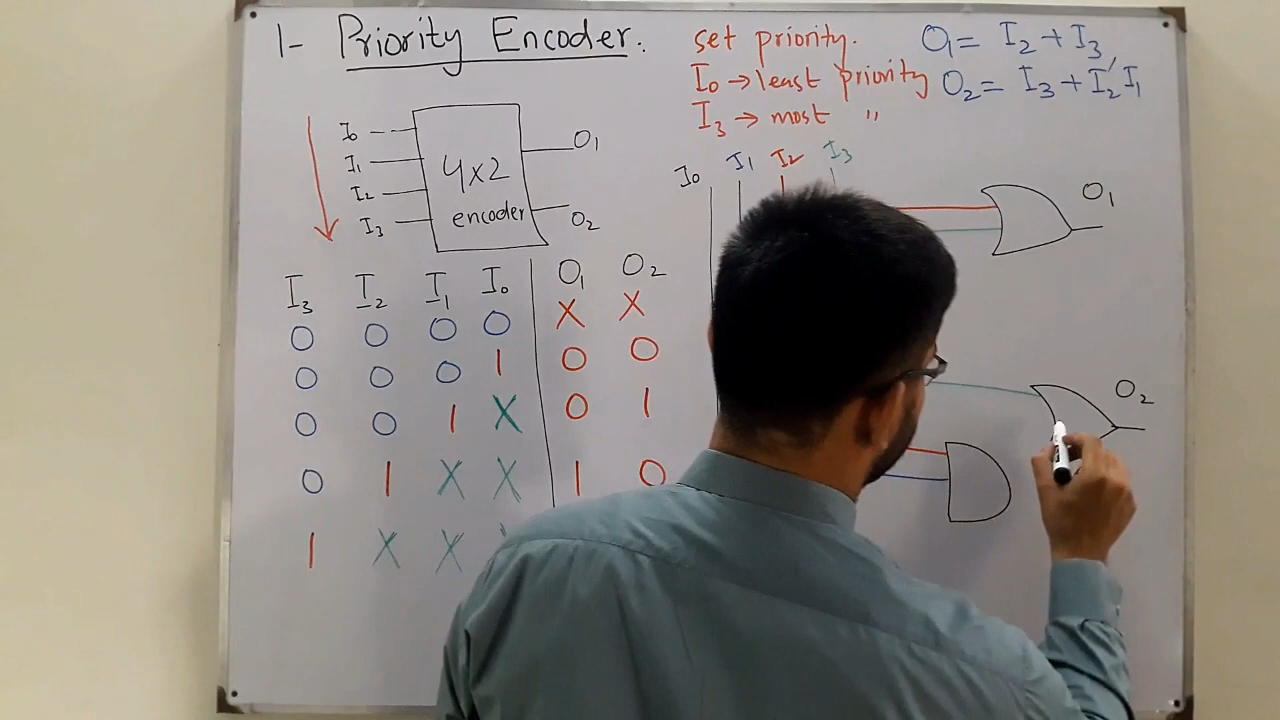 1- Priority Encoder.
set priority.
I0 → least priority
I3 → most "
O1 = I2 + I3
O2 = I3 + I2' I1
I0
I1
I2
I3
4x2
encoder
O1
O2
I3 I2 I1 I0 O1 O2
0 0 0 0 X X
0 0 0 1 0 0
0 0 1 X 0 1
0 1 X X 1 0
1 X X
I0 I1 I2 I3
O1
O2